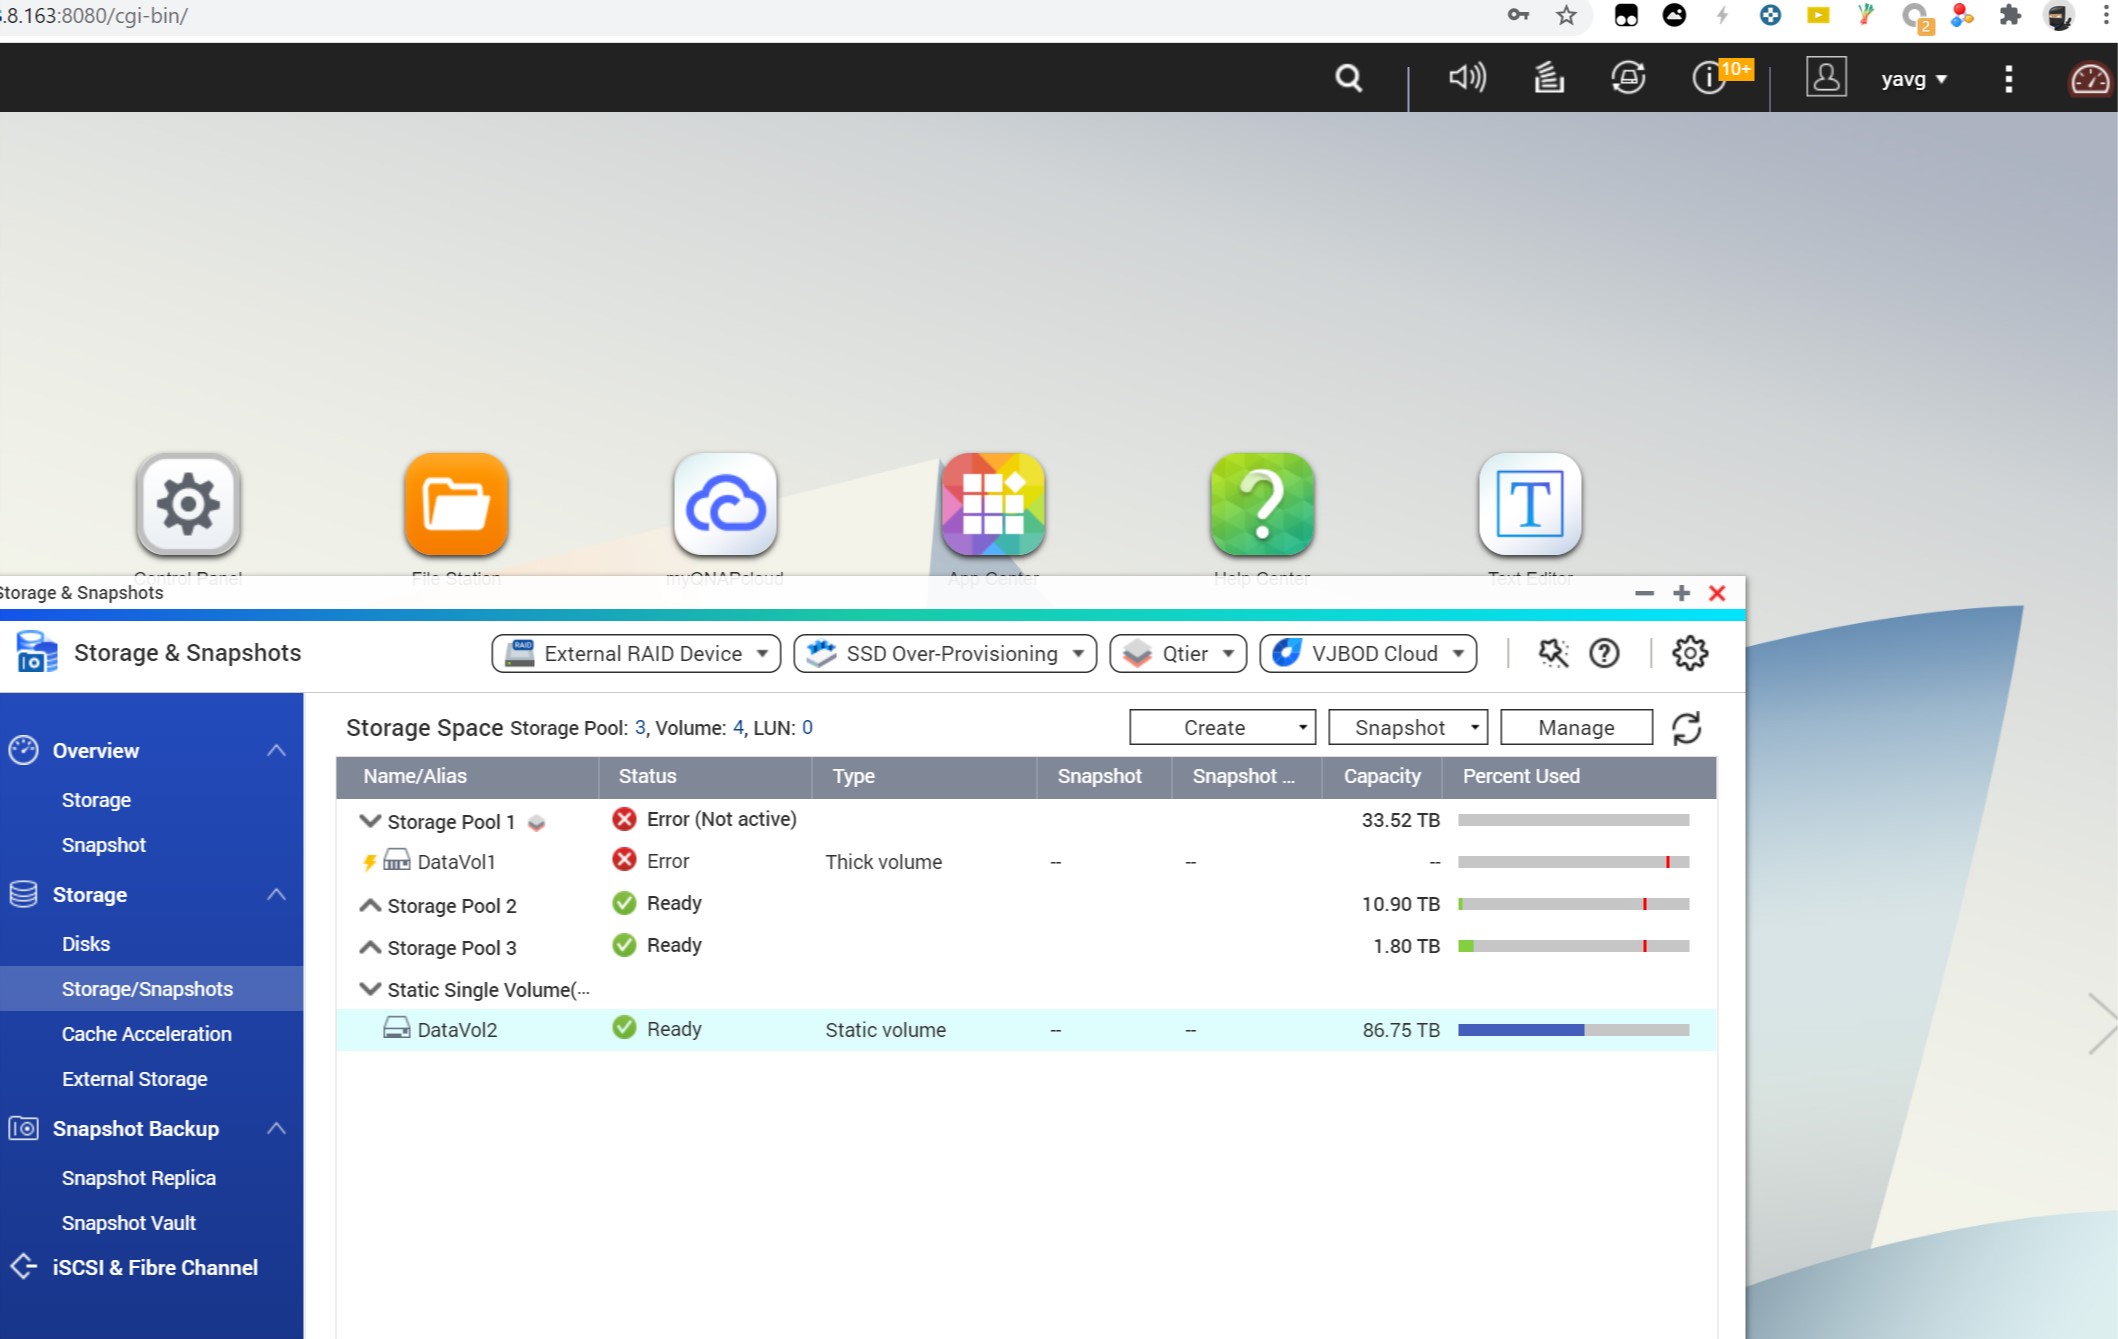 .8.163:8080/cgi-bin/
2
10+
yavg
Control Panel
File Station
myQNAPcloud
App Center
Help Center
Text Editor
T
Storage & Snapshots
Storage & Snapshots
RAID External RAID Device
SSD Over-Provisioning
Qtier
VJBOD Cloud
Overview
Storage
Snapshot
Storage
Disks
Storage/Snapshots
Cache Acceleration
External Storage
Snapshot Backup
Snapshot Replica
Snapshot Vault
iSCSI & Fibre Channel
Storage Space Storage Pool: 3, Volume: 4, LUN: 0
Create
Snapshot
Manage
Name/Alias Status Type Snapshot Snapshot ... Capacity Percent Used
Storage Pool 1 Error (Not active) 33.52 TB
DataVol1 Error Thick volume -- -- --
Storage Pool 2 Ready 10.90 TB
Storage Pool 3 Ready 1.80 TB
Static Single Volume(...
DataVol2 Ready Static volume -- -- 86.75 TB